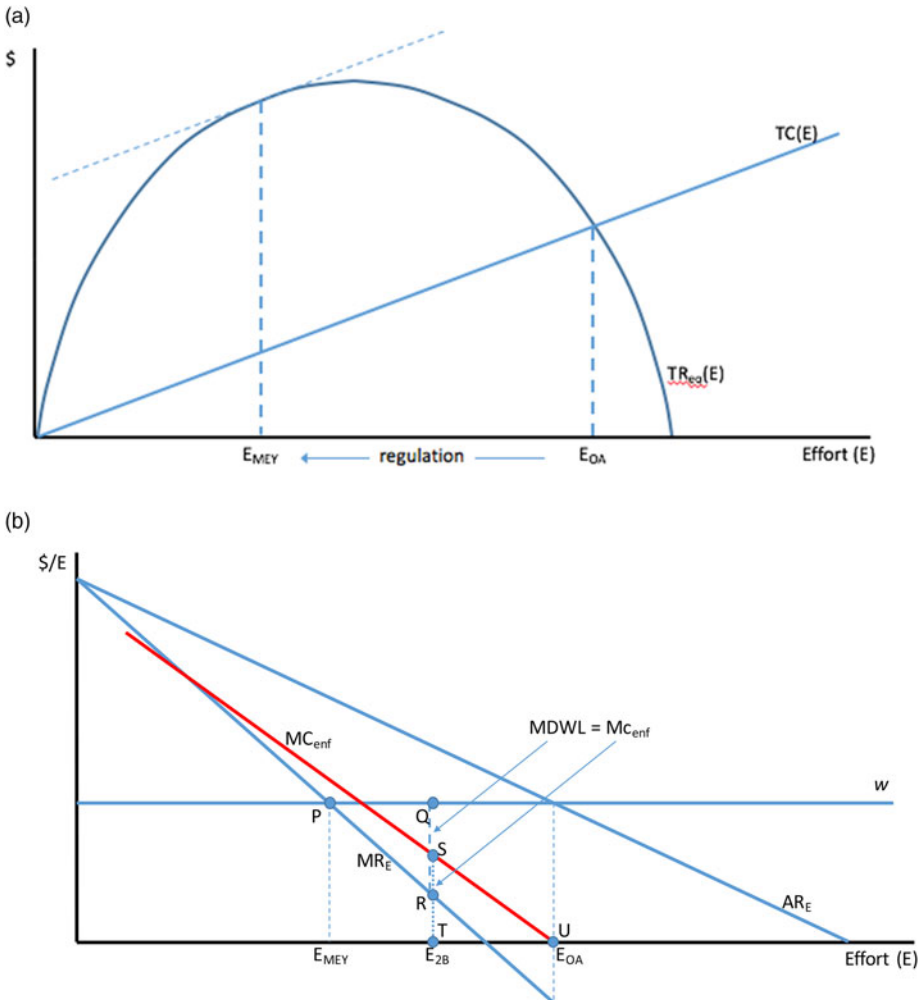 (a)
$
TC(E)
TReq(E)
EMEY
regulation
EOA
Effort (E)
(b)
$/E
MCenf
MDWL = Mcenf
w
P
Q
S
MRE
R
ARE
T
U
EMEY
E2B
EOA
Effort (E)